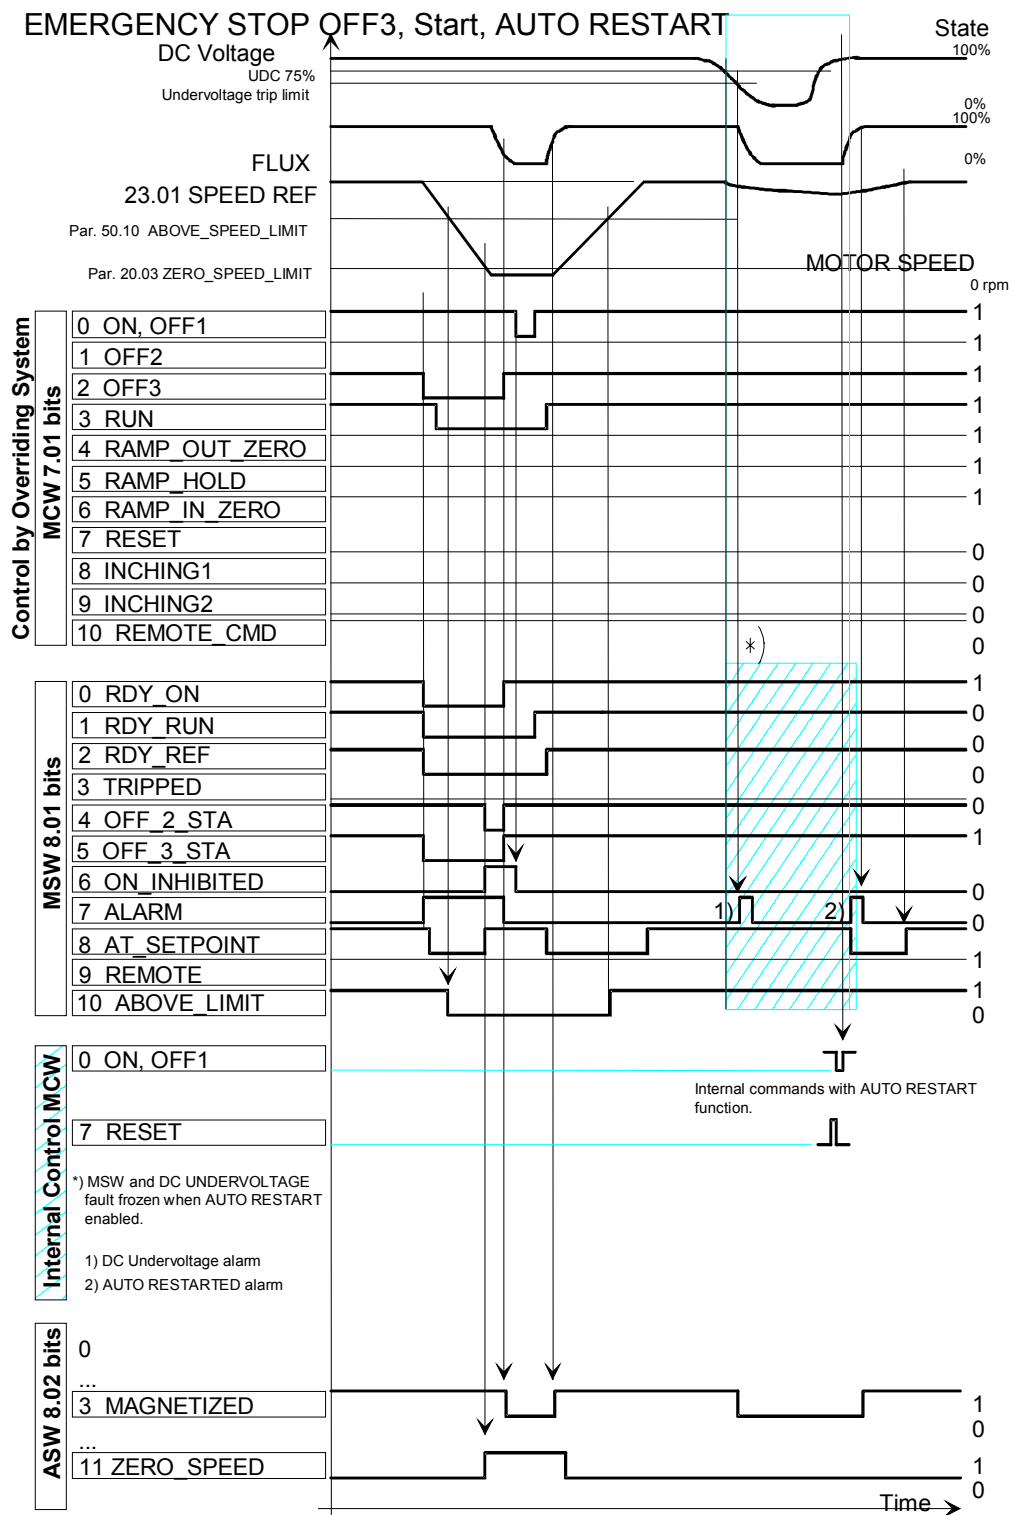 EMERGENCY STOP OFF3, Start, AUTO RESTART
State
DC Voltage
100%
UDC 75%
Undervoltage trip limit
0%
100%
FLUX
0%
23.01 SPEED REF
Par. 50.10 ABOVE_SPEED_LIMIT
MOTOR SPEED
Par. 20.03 ZERO_SPEED_LIMIT
0 rpm
Control by Overriding System
MCW 7.01 bits
0 ON, OFF1
1
1 OFF2
1
2 OFF3
1
3 RUN
1
4 RAMP_OUT_ZERO
1
5 RAMP_HOLD
1
6 RAMP_IN_ZERO
1
7 RESET
0
8 INCHING1
0
9 INCHING2
0
10 REMOTE_CMD
0
*)
MSW 8.01 bits
0 RDY_ON
1
1 RDY_RUN
0
2 RDY_REF
0
3 TRIPPED
0
4 OFF_2_STA
0
5 OFF_3_STA
1
6 ON_INHIBITED
0
7 ALARM
1)
2)
0
8 AT_SETPOINT
1
9 REMOTE
1
10 ABOVE_LIMIT
0
Internal Control MCW
0 ON, OFF1
Internal commands with AUTO RESTART
function.
7 RESET
*) MSW and DC UNDERVOLTAGE
fault frozen when AUTO RESTART
enabled.
1) DC Undervoltage alarm
2) AUTO RESTARTED alarm
ASW 8.02 bits
0
...
3 MAGNETIZED
1
0
...
11 ZERO_SPEED
1
0
Time